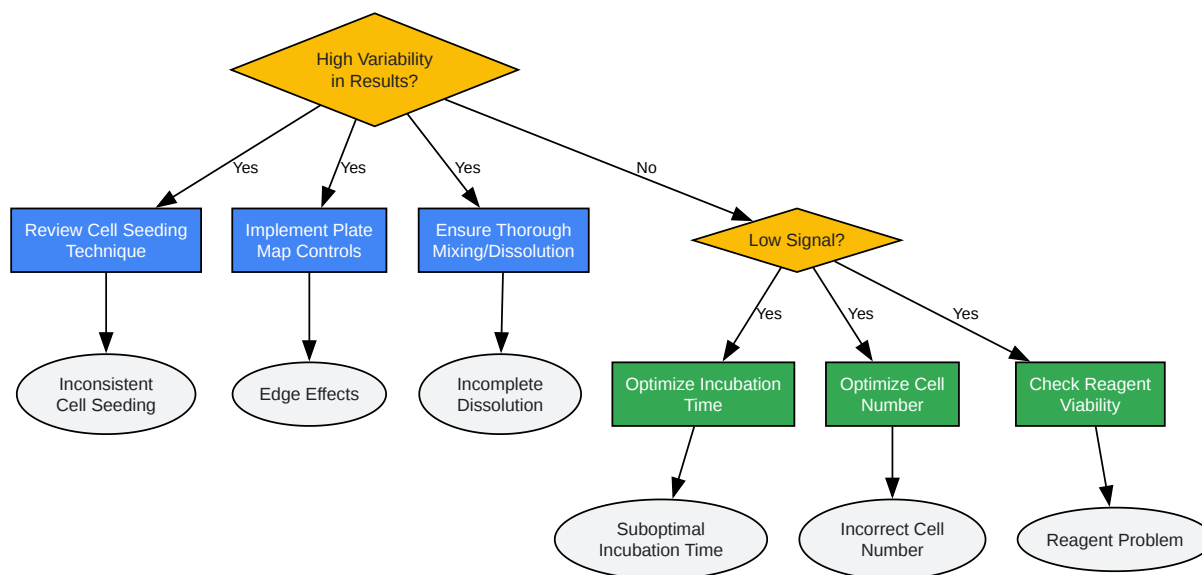 High Variability
in Results?
Yes
Yes
Yes
No
Review Cell Seeding
Technique
Implement Plate
Map Controls
Ensure Thorough
Mixing/Dissolution
Low Signal?
Yes
Yes
Yes
Inconsistent
Cell Seeding
Edge Effects
Incomplete
Dissolution
Optimize Incubation
Time
Optimize Cell
Number
Check Reagent
Viability
Suboptimal
Incubation Time
Incorrect Cell
Number
Reagent Problem